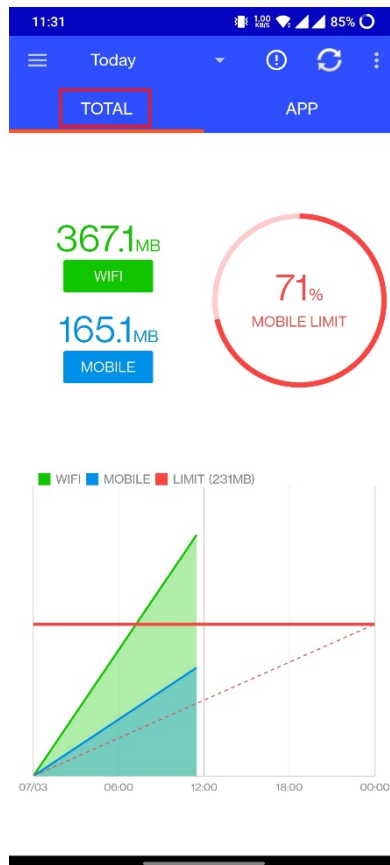 11:31
1.00 KB/S 85%
Today
TOTAL APP
367.1MB
WIFI
71%
MOBILE LIMIT
165.1MB
MOBILE
WIFI MOBILE LIMIT (231MB)
07/03 06:00 12:00 18:00 00:00